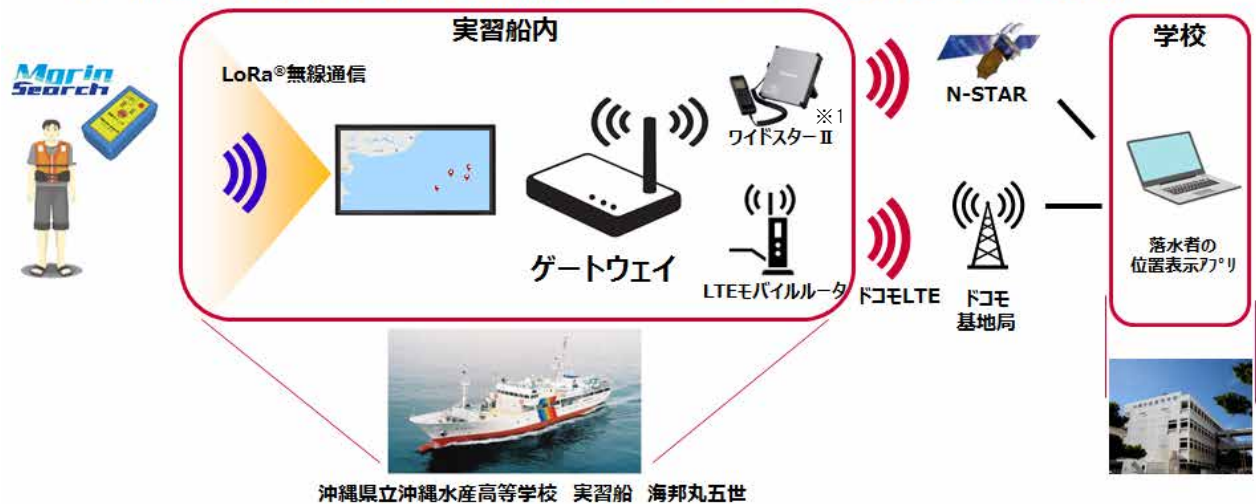 実習船内
学校
Marin
Search
LoRa®無線通信
※1
ワイドスターⅡ
N-STAR
ゲートウェイ
LTEモバイルルータ
ドコモLTE
ドコモ
基地局
落水者の
位置表示ｱﾌﾟﾘ
沖縄県立沖縄水産高等学校 実習船 海邦丸五世